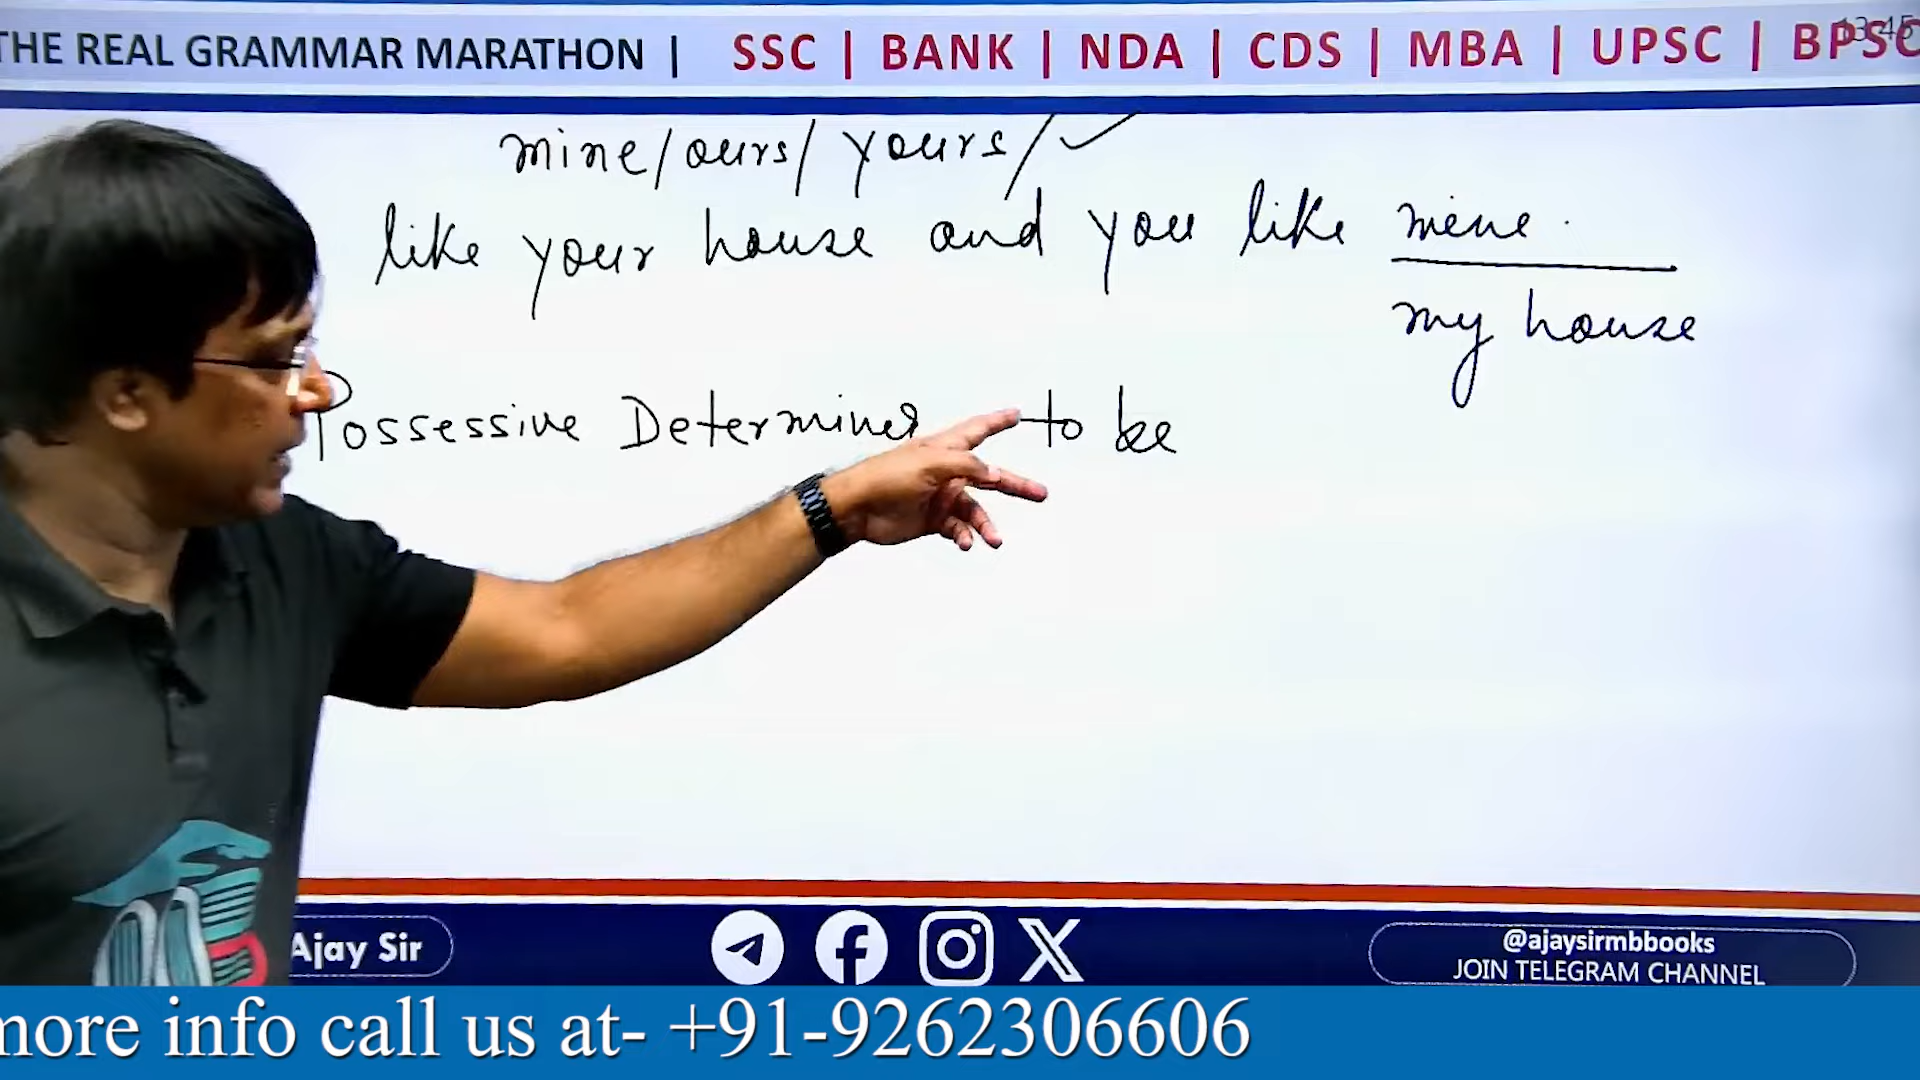 THE REAL GRAMMAR MARATHON | SSC | BANK | NDA | CDS | MBA | UPSC | BPSC
13:45
mine/ours/yours/✓
like your house and you like mine.
my house
Possessive Determiner to be
Ajay Sir
@ajaysirmbbooks
JOIN TELEGRAM CHANNEL
more info call us at- +91-9262306606